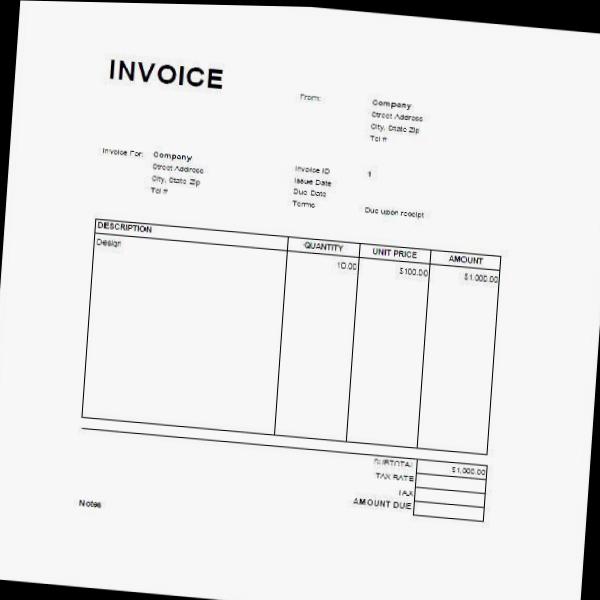 INVOICE
From:
Company
Street Address
City, State Zip
Tel #
Invoice For:
Company
Street Address
City, State Zip
Tel #
Invoice ID 1
Issue Date
Due Date
Terms Due upon receipt
DESCRIPTION QUANTITY UNIT PRICE AMOUNT
Design 10.00 $100.00 $1,000.00
SUBTOTAL $1,000.00
TAX RATE
TAX
AMOUNT DUE
Notes